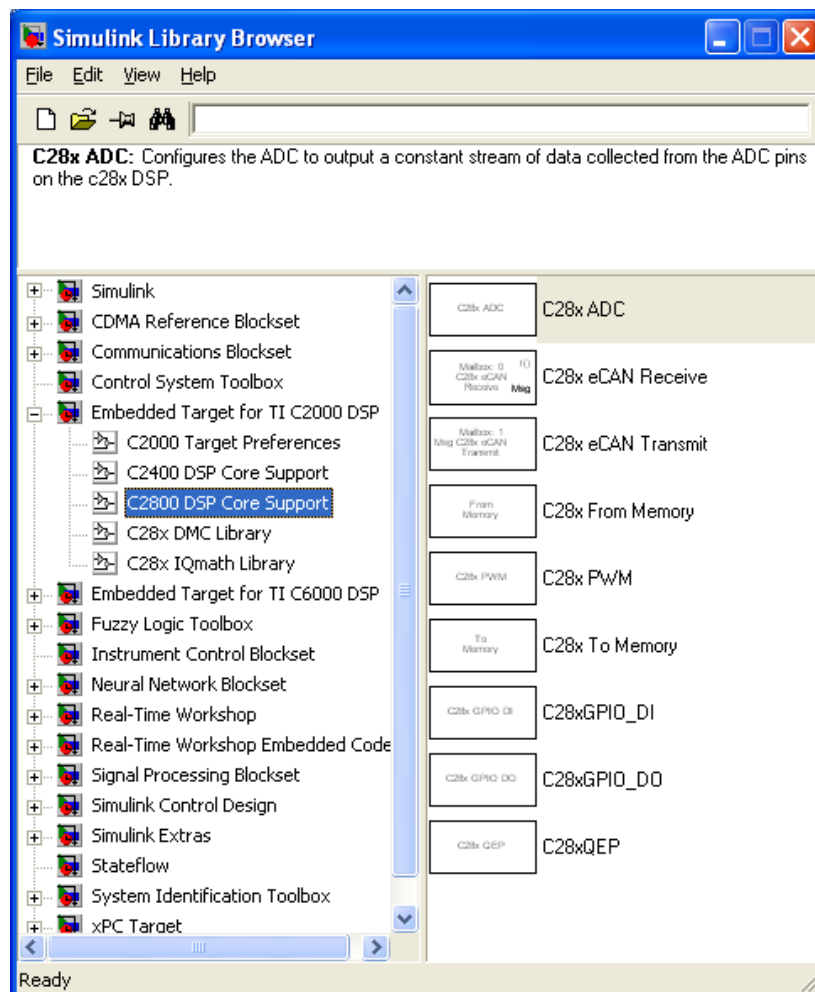 Simulink Library Browser
File Edit View Help
C28x ADC: Configures the ADC to output a constant stream of data collected from the ADC pins
on the c28x DSP.
Simulink
CDMA Reference Blockset
Communications Blockset
Control System Toolbox
Embedded Target for TI C2000 DSP
C2000 Target Preferences
C2400 DSP Core Support
C2800 DSP Core Support
C28x DMC Library
C28x IQmath Library
Embedded Target for TI C6000 DSP
Fuzzy Logic Toolbox
Instrument Control Blockset
Neural Network Blockset
Real-Time Workshop
Real-Time Workshop Embedded Code
Signal Processing Blockset
Simulink Control Design
Simulink Extras
Stateflow
System Identification Toolbox
xPC Target
C28x ADC
C28x ADC
Mailbox: 0 f()
C28x eCAN
Receive Msg
C28x eCAN Receive
Mailbox: 1
Msg C28x eCAN
Transmit
C28x eCAN Transmit
From
Memory
C28x From Memory
C28x PWM
C28x PWM
To
Memory
C28x To Memory
C28x GPIO DI
C28xGPIO_DI
C28x GPIO DO
C28xGPIO_DO
C28x QEP
C28xQEP
Ready